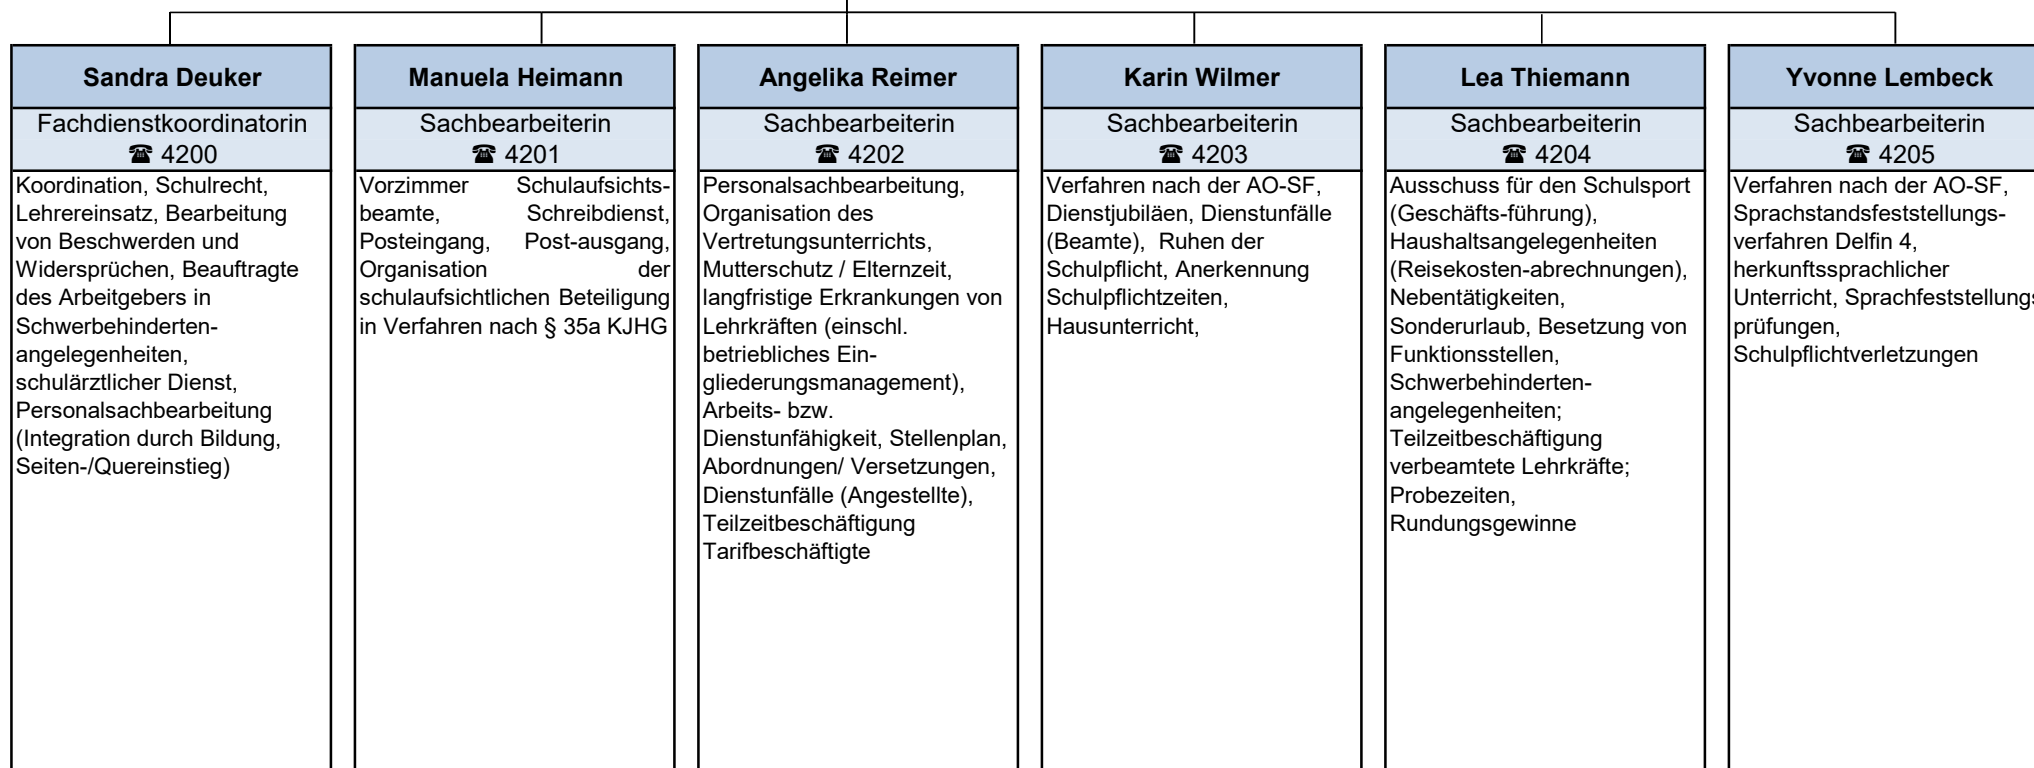 Sandra Deuker
Fachdienstkoordinatorin
☎ 4200
Koordination, Schulrecht,
Lehrereinsatz, Bearbeitung
von Beschwerden und
Widersprüchen, Beauftragte
des Arbeitgebers in
Schwerbehinderten-
angelegenheiten,
schulärztlicher Dienst,
Personalsachbearbeitung
(Integration durch Bildung,
Seiten-/Quereinstieg)
Manuela Heimann
Sachbearbeiterin
☎ 4201
Vorzimmer Schulaufsichts-
beamte, Schreibdienst,
Posteingang, Post-ausgang,
Organisation der
schulaufsichtlichen Beteiligung
in Verfahren nach § 35a KJHG
Angelika Reimer
Sachbearbeiterin
☎ 4202
Personalsachbearbeitung,
Organisation des
Vertretungsunterrichts,
Mutterschutz / Elternzeit,
langfristige Erkrankungen von
Lehrkräften (einschl.
betriebliches Ein-
gliederungsmanagement),
Arbeits- bzw.
Dienstunfähigkeit, Stellenplan,
Abordnungen/ Versetzungen,
Dienstunfälle (Angestellte),
Teilzeitbeschäftigung
Tarifbeschäftigte
Karin Wilmer
Sachbearbeiterin
☎ 4203
Verfahren nach der AO-SF,
Dienstjubiläen, Dienstunfälle
(Beamte), Ruhen der
Schulpflicht, Anerkennung
Schulpflichtzeiten,
Hausunterricht,
Lea Thiemann
Sachbearbeiterin
☎ 4204
Ausschuss für den Schulsport
(Geschäfts-führung),
Haushaltsangelegenheiten
(Reisekosten-abrechnungen),
Nebentätigkeiten,
Sonderurlaub, Besetzung von
Funktionsstellen,
Schwerbehinderten-
angelegenheiten;
Teilzeitbeschäftigung
verbeamtete Lehrkräfte;
Probezeiten,
Rundungsgewinne
Yvonne Lembeck
Sachbearbeiterin
☎ 4205
Verfahren nach der AO-SF,
Sprachstandsfeststellungs-
verfahren Delfin 4,
herkunftssprachlicher
Unterricht, Sprachfeststellungs
prüfungen,
Schulpflichtverletzungen